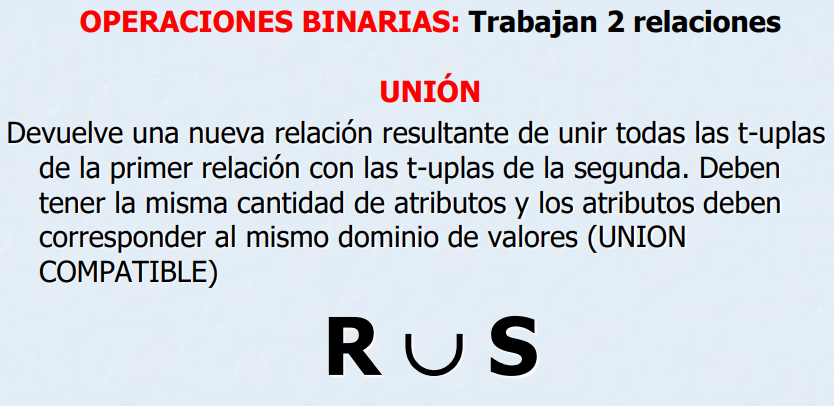 OPERACIONES BINARIAS: Trabajan 2 relaciones
UNIÓN
Devuelve una nueva relación resultante de unir todas las t-uplas
de la primer relación con las t-uplas de la segunda. Deben
tener la misma cantidad de atributos y los atributos deben
corresponder al mismo dominio de valores (UNION
COMPATIBLE)
R ∪ S